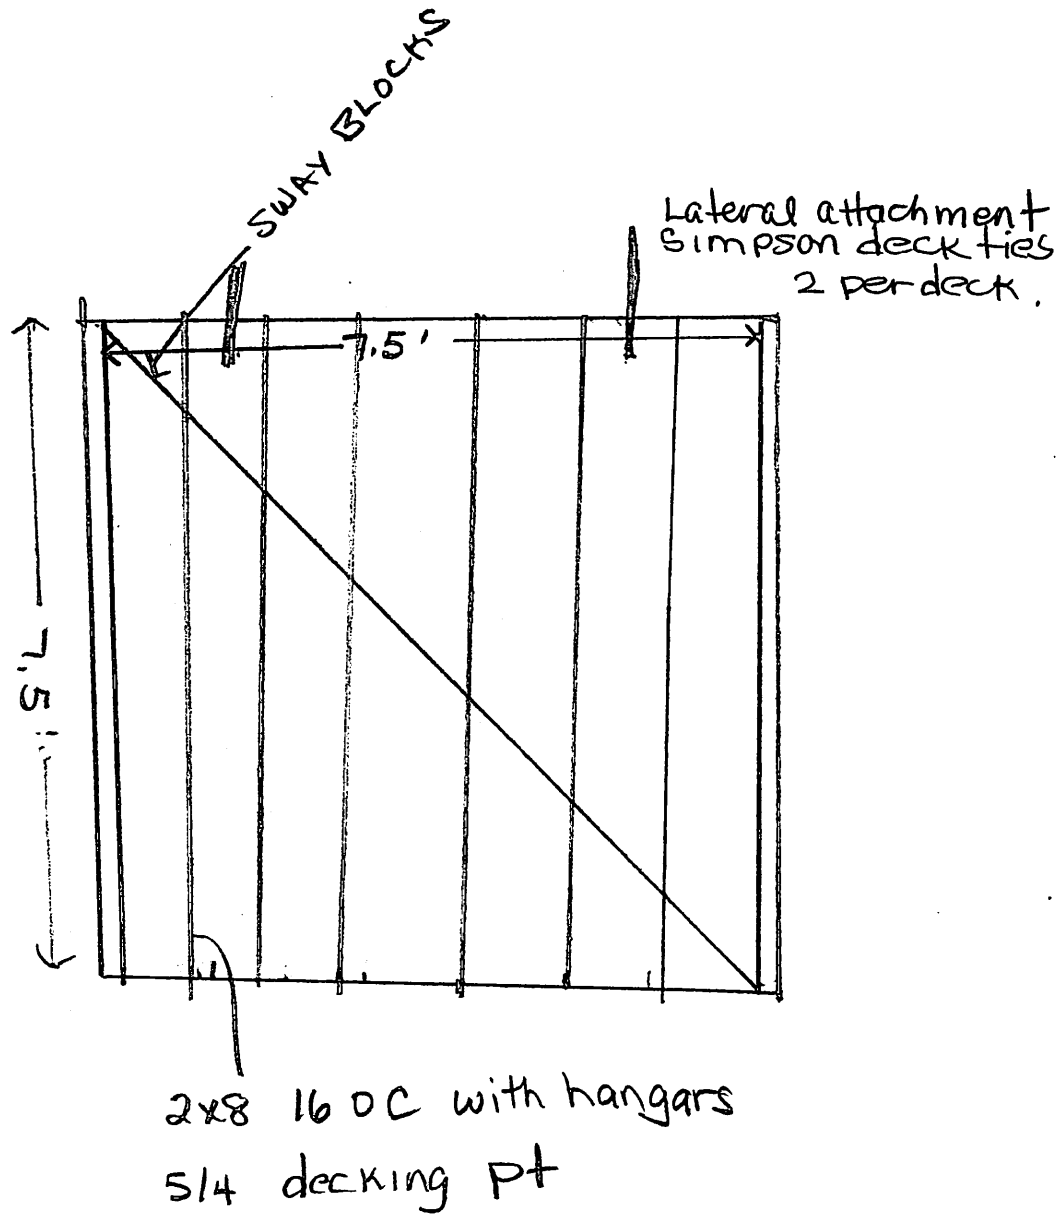 SWAY BLOCKS
Lateral attachment
Simpson deck ties
2 per deck.
7.5'
7.5'
2x8 16 OC with hangars
5/4 decking pt